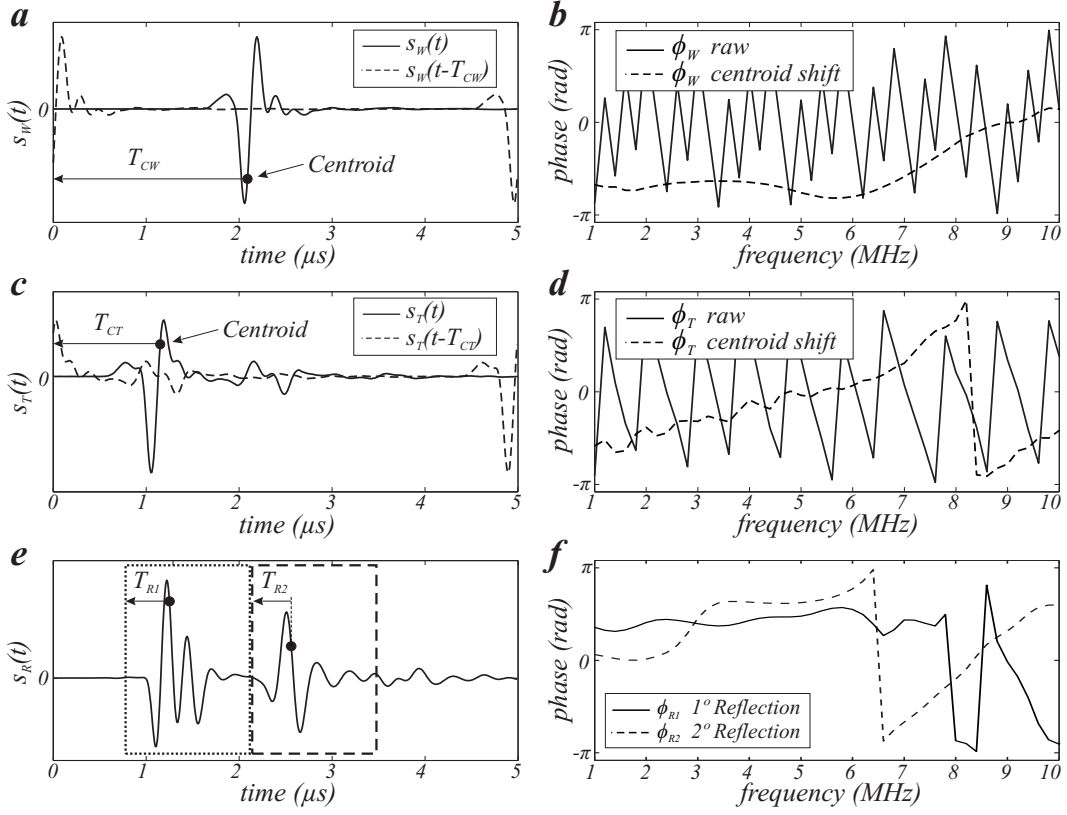 a
s_W(t)
s_W(t-T_CW)
0
T_CW
Centroid
s_W(t)
0 1 2 3 4 5
time (μs)
b
π
ϕ_W raw
ϕ_W centroid shift
0
-π
phase (rad)
1 2 3 4 5 6 7 8 9 10
frequency (MHz)
c
s_T(t)
s_T(t-T_CT)
T_CT
Centroid
0
s_T(t)
0 1 2 3 4 5
time (μs)
d
π
ϕ_T raw
ϕ_T centroid shift
0
-π
phase (rad)
1 2 3 4 5 6 7 8 9 10
frequency (MHz)
e
T_R1 T_R2
0
s_R(t)
0 1 2 3 4 5
time (μs)
f
π
0
ϕ_R1 1º Reflection
ϕ_R2 2º Reflection
-π
phase (rad)
1 2 3 4 5 6 7 8 9 10
frequency (MHz)